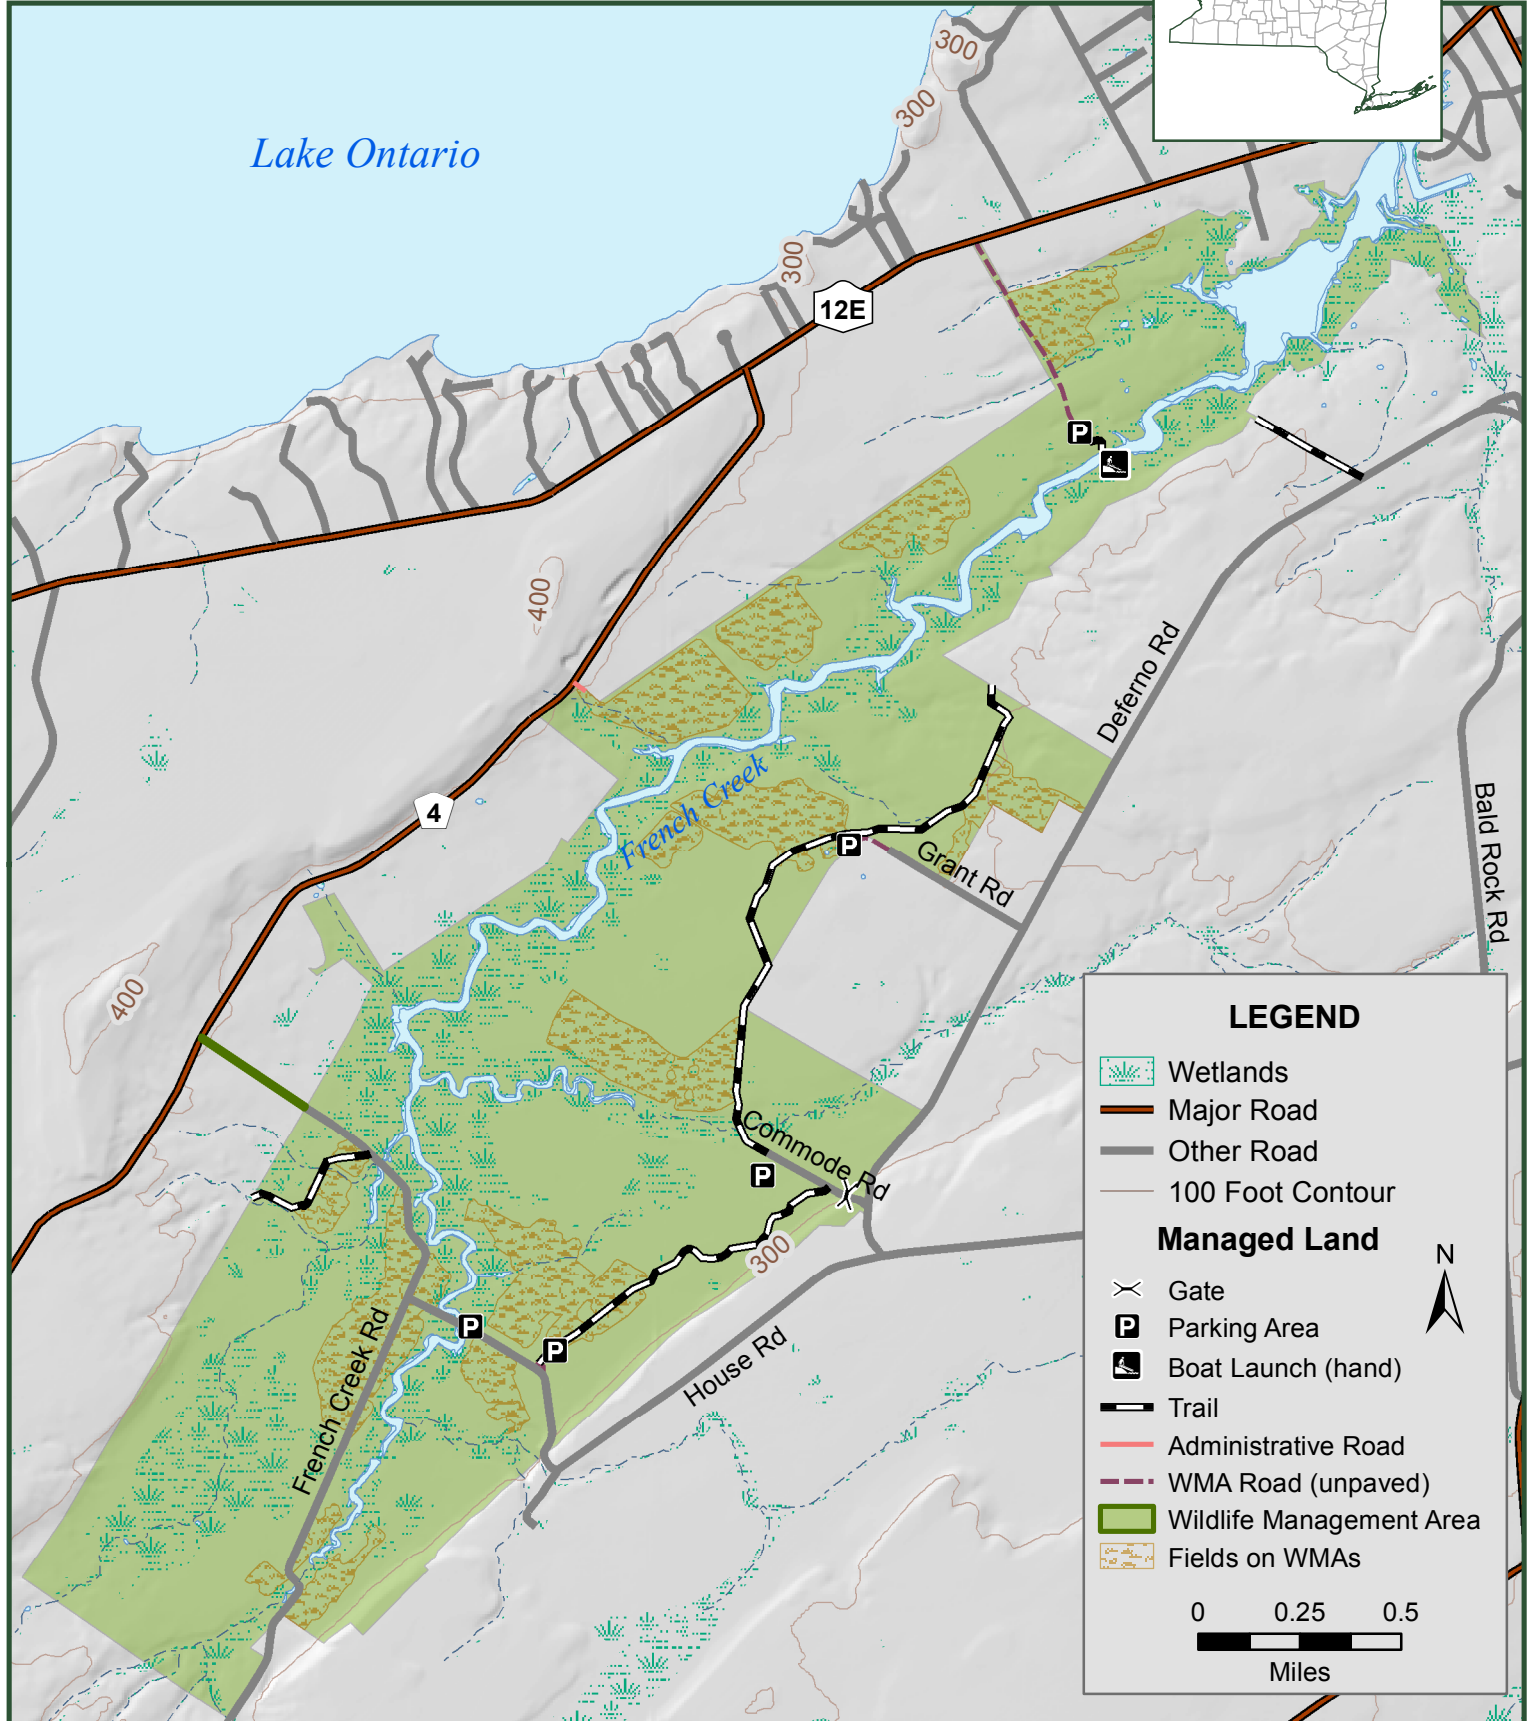 300
300
Lake Ontario
300
12E
P
400
Deferno Rd
4
French Creek
Bald Rock Rd
P
Grant Rd
400
Commode Rd
P
300
P
P
French Creek Rd
House Rd
LEGEND
Wetlands
Major Road
Other Road
100 Foot Contour
Managed Land
N
Gate
P Parking Area
Boat Launch (hand)
Trail
Administrative Road
WMA Road (unpaved)
Wildlife Management Area
Fields on WMAs
0 0.25 0.5
Miles